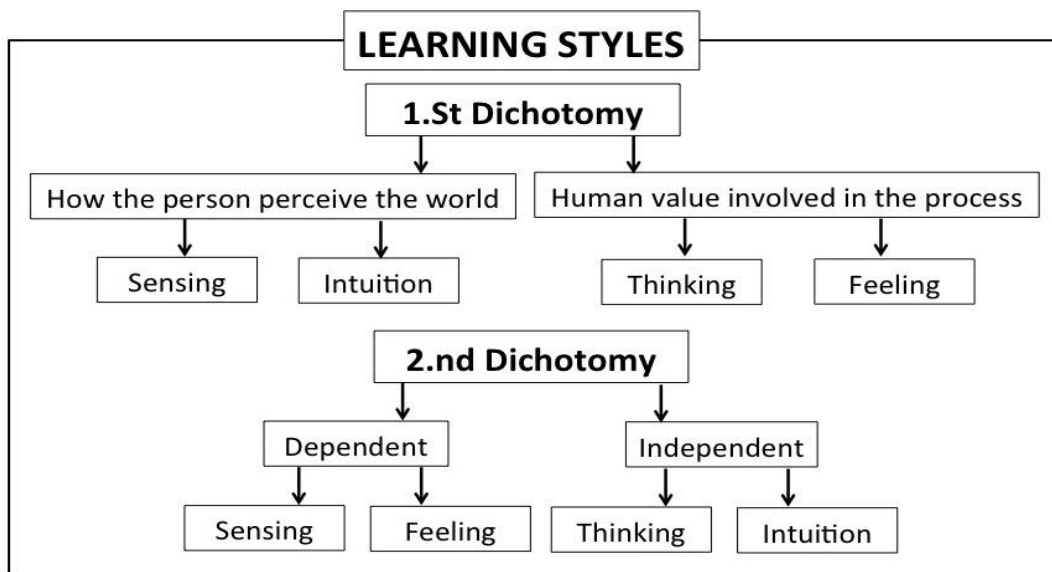 LEARNING STYLES
1.St Dichotomy
How the person perceive the world
Human value involved in the process
Sensing
Intuition
Thinking
Feeling
2.nd Dichotomy
Dependent
Independent
Sensing
Feeling
Thinking
Intuition